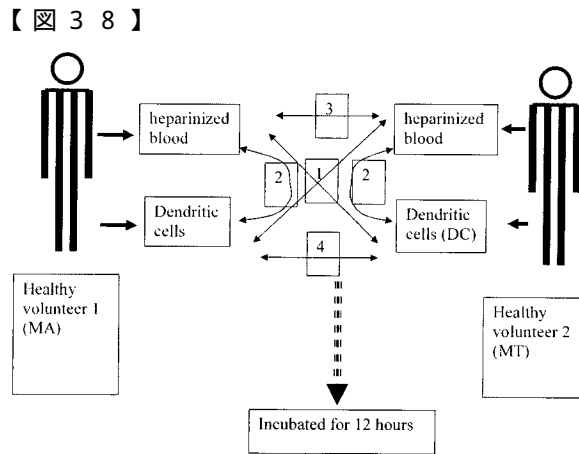 【図３８】
3
heparinized
blood
heparinized
blood
2
1
2
Dendritic
cells
Dendritic
cells (DC)
4
Healthy
volunteer 1
(MA)
Healthy
volunteer 2
(MT)
Incubated for 12 hours